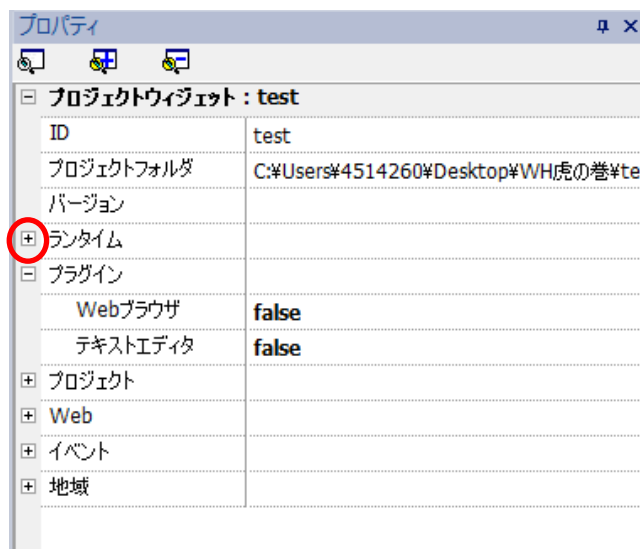 プロパティ
プロジェクトウィジェット : test
ID test
プロジェクトフォルダ C:¥Users¥4514260¥Desktop¥WH虎の巻¥te
バージョン
ランタイム
プラグイン
Webブラウザ false
テキストエディタ false
プロジェクト
Web
イベント
地域